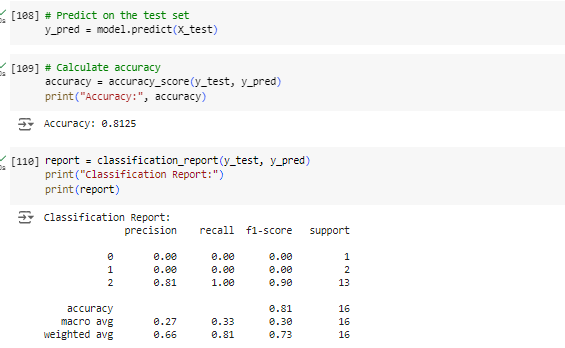 [108] # Predict on the test set
y_pred = model.predict(X_test)
[109] # Calculate accuracy
accuracy = accuracy_score(y_test, y_pred)
print("Accuracy:", accuracy)
Accuracy: 0.8125
[110] report = classification_report(y_test, y_pred)
print("Classification Report:")
print(report)
Classification Report:
precision recall f1-score support
0 0.00 0.00 0.00 1
1 0.00 0.00 0.00 2
2 0.81 1.00 0.90 13
accuracy 0.81 16
macro avg 0.27 0.33 0.30 16
weighted avg 0.66 0.81 0.73 16